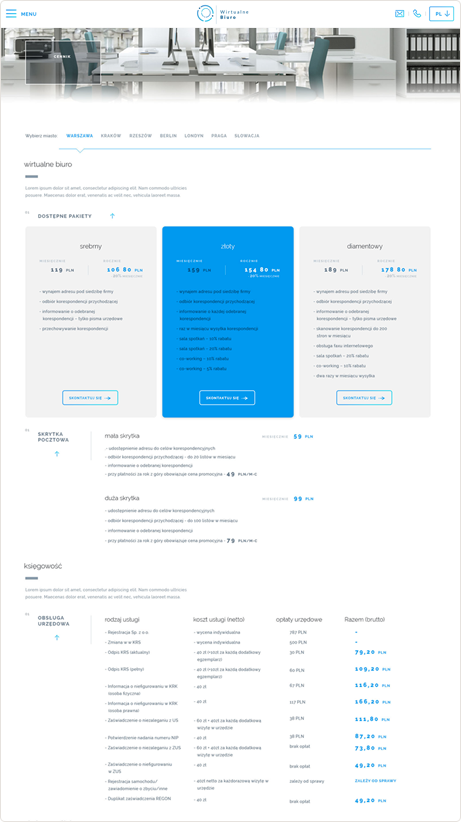 MENU
Wirtualne
Biuro
PL
CENNIK
Wybierz miasto: WARSZAWA KRAKÓW RZESZÓW BERLIN LONDYN PRAGA SŁOWACJA
wirtualne biuro
Lorem ipsum dolor sit amet, consectetur adipiscing elit. Nam commodo ultricies
posuere. Maecenas dolor erat, venenatis ac velit nec, vehicula laoreet massa.
01 DOSTĘPNE PAKIETY
srebrny
MIESIĘCZNIE ROCZNIE
119 PLN 106 80 PLN
- wynajem adresu pod siedzibę firmy
- odbiór korespondencji przychodzącej
- informowanie o odebranej
korespondencji - tylko pisma urzędowe
- przechowywanie korespondencji
SKONTAKTUJ SIĘ
złoty
MIESIĘCZNIE ROCZNIE
159 PLN 154 80 PLN
- wynajem adresu pod siedzibę firmy
- odbiór korespondencji przychodzącej
- informowanie o każdej odebranej
korespondencji
- raz w miesiącu wysyłka korespondencji
- sala spotkań - 10% rabatu
- sala spotkań - 20% rabatu
- co-working - 10% rabatu
- co-working - 5% rabatu
SKONTAKTUJ SIĘ
diamentowy
MIESIĘCZNIE ROCZNIE
189 PLN 178 80 PLN
- wynajem adresu pod siedzibę firmy
- odbiór korespondencji przychodzącej
- informowanie o odebranej korespondencji
- skanowanie korespondencji do 200
stron w miesiącu
- obsługa faxu internetowego
- sala spotkań - 20% rabatu
- co-working - 10% rabatu
- dwa razy w miesiącu wysyłka
SKONTAKTUJ SIĘ
SKRYTKA
POCZTOWA
mała skrytka
MIESIĘCZNIE: 59 PLN
- udostępnienie adresu do celów korespondencyjnych
- odbiór korespondencji przychodzącej - do 20 listów w miesiącu
- informowanie o odebranej korespondencji
- przy płatności za rok z góry obowiązuje cena promocyjna - 49 PLN/M-C
duża skrytka
MIESIĘCZNIE: 99 PLN
- udostępnienie adresu do celów korespondencyjnych
- odbiór korespondencji przychodzącej - do 100 listów w miesiącu
- informowanie o odebranej korespondencji
- przy płatności za rok z góry obowiązuje cena promocyjna - 79 PLN/M-C
księgowość
Lorem ipsum dolor sit amet, consectetur adipiscing elit. Nam commodo ultricies
posuere. Maecenas dolor erat, venenatis ac velit nec, vehicula laoreet massa.
OBSŁUGA
URZĘDOWA
rodzaj usługi koszt usługi (netto) opłaty urzędowe Razem (brutto)
- Rejestracja Sp. z o.o - wycena indywidualna 287 PLN -
- Zmiana w w KRS - wycena indywidualna 500 PLN -
- Odpis KRS (aktualny) - 40 zł (+10zł za każdy dodatkowy 30 PLN 79,20 PLN
egzemplarz)
- Odpis KRS (pełny) - 40 zł (+10zł za każdy dodatkowy 60 PLN 109,20 PLN
egzemplarz)
- Informacja o niefigurowaniu w KRK - 40 zł 67 PLN 116,20 PLN
(osoba fizyczna)
- Informacja o niefigurowaniu w KRK - 40 zł 117 PLN 166,20 PLN
(osoba prawna)
- Zaświadczenie o niezaleganiu z US - 60 zł + 40zł za każdą dodatkową 38 PLN 111,80 PLN
wizytę w urzędzie
- Potwierdzenie nadania numeru NIP - 40 zł 38 PLN 87,20 PLN
- Zaświadczenie o niezaleganiu z ZUS - 60 zł + 40zł za każdą dodatkową brak opłat 73,80 PLN
wizytę w urzędzie
- Zaświadczenie o niefigurowaniu - 40 zł brak opłat 49,20 PLN
w ZUS
- Rejestracja samochodu/ - 40zł netto za każdorazową wizytę w zależy od sprawy ZALEŻY OD SPRAWY
zawiadomienie o zbyciu/inne urzędzie
- Duplikat zaświadczenia REGON - 40 zł brak opłat 49,20 PLN